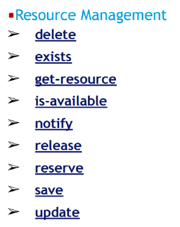 ▪Resource Management
➢ delete
➢ exists
➢ get-resource
➢ is-available
➢ notify
➢ release
➢ reserve
➢ save
➢ update